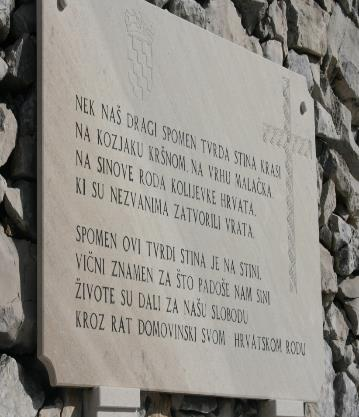 NEK NAŠ DRAGI SPOMEN TVRDA STINA KRASI
NA KOZJAKU KRŠNOM, NA VRHU MALAČKA.
NA SINOVE RODA KOLIJEVKE HRVATA,
KI SU NEZVANIMA ZATVORILI VRATA.
SPOMEN OVI TVRDI STINA JE NA STINI,
VIČNI ZNAMEN ZA ŠTO PADOŠE NAM SINI
ŽIVOTE SU DALI ZA NAŠU SLOBODU
KROZ RAT DOMOVINSKI SVOM HRVATSKOM RODU